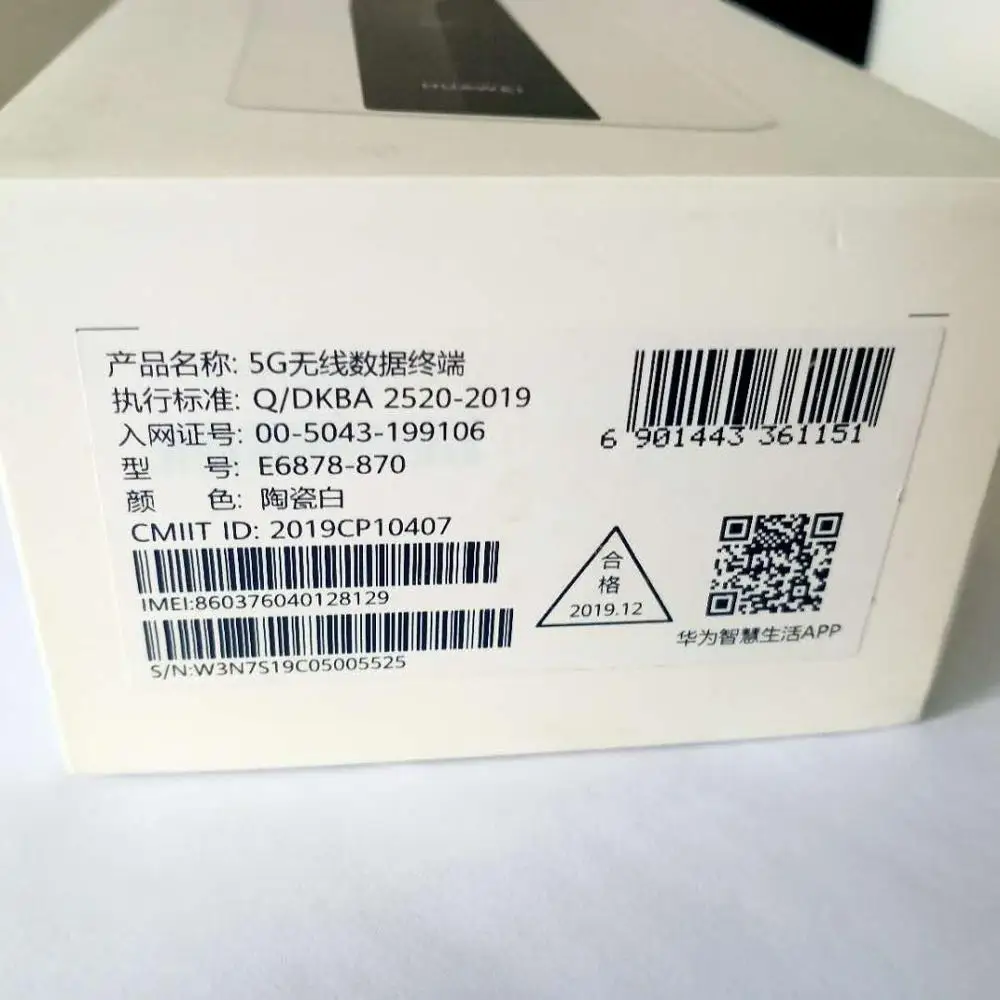 HUAWEI
产品名称: 5G无线数据终端
执行标准: Q/DKBA 2520-2019
入网证号: 00-5043-199106
型 号: E6878-870
颜 色: 陶瓷白
CMIIT ID: 2019CP10407
IMEI:860376040128129
S/N:W3N7S19C05005525
6 901443 361151
合
格
2019.12
华为智慧生活APP